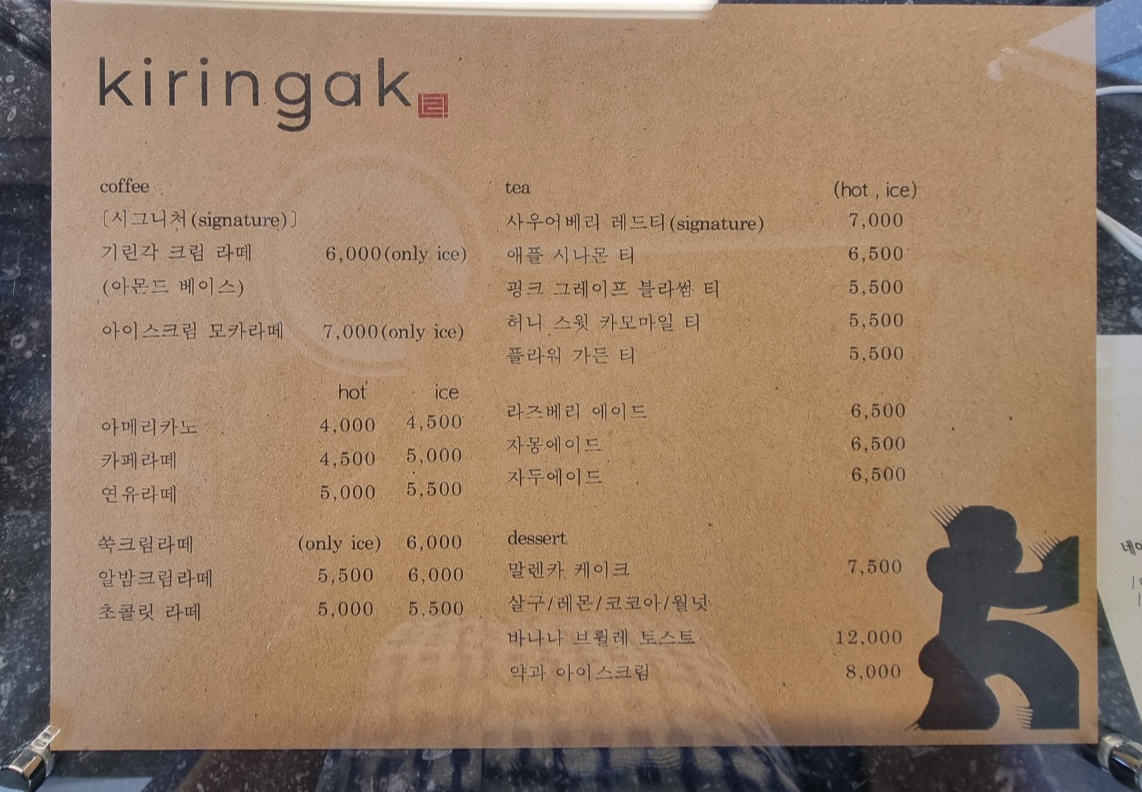 kiringak
coffee
[시그니처(signature)]
기린각 크림 라떼 6,000(only ice)
(아몬드 베이스)
아이스크림 모카라떼 7,000(only ice)
hot ice
아메리카노 4,000 4,500
카페라떼 4,500 5,000
연유라떼 5,000 5,500
쑥크림라떼 (only ice) 6,000
알밤크림라떼 5,500 6,000
초콜릿 라떼 5,000 5,500
tea (hot , ice)
사우어베리 레드티(signature) 7,000
애플 시나몬 티 6,500
핑크 그레이프 블라썸 티 5,500
허니 스윗 카모마일 티 5,500
플라워 가든 티 5,500
라즈베리 에이드 6,500
자몽에이드 6,500
자두에이드 6,500
dessert
말렌카 케이크 7,500
살구/레몬/코코아/월넛
바나나 브륄레 토스트 12,000
약과 아이스크림 8,000